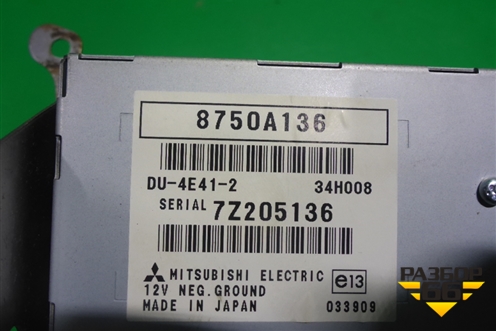 8750A136
DU-4E41-2 34H008
SERIAL 7Z205136
MITSUBISHI ELECTRIC e13
12V NEG.GROUND
MADE IN JAPAN 033909
РАЗБОР